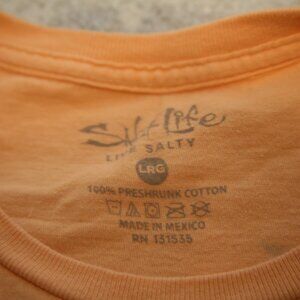 Salt Life
LIVE SALTY
LRG
100% PRESHRUNK COTTON
MADE IN MEXICO
RN 131535